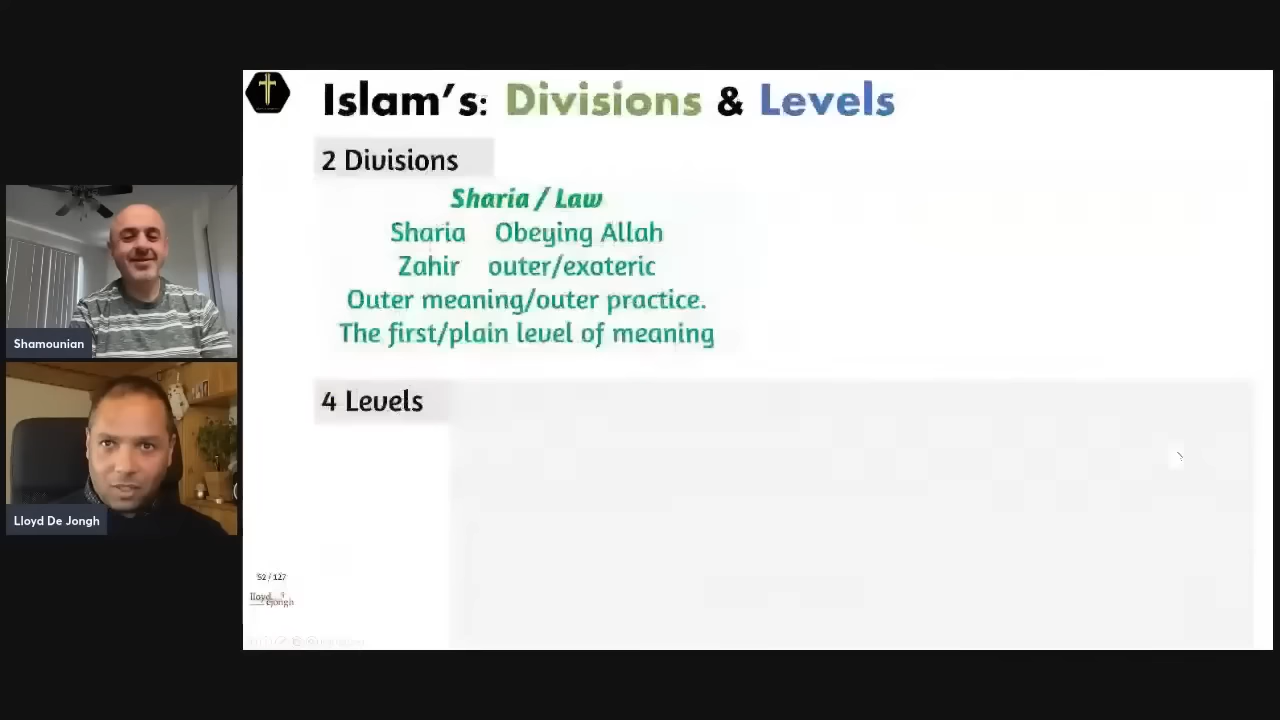 Islam's: Divisions & Levels
2 Divisions
Sharia / Law
Sharia Obeying Allah
Zahir outer/exoteric
Outer meaning/outer practice.
The first/plain level of meaning
4 Levels
Shamounian
Lloyd De Jongh
52 / 127
lloyd